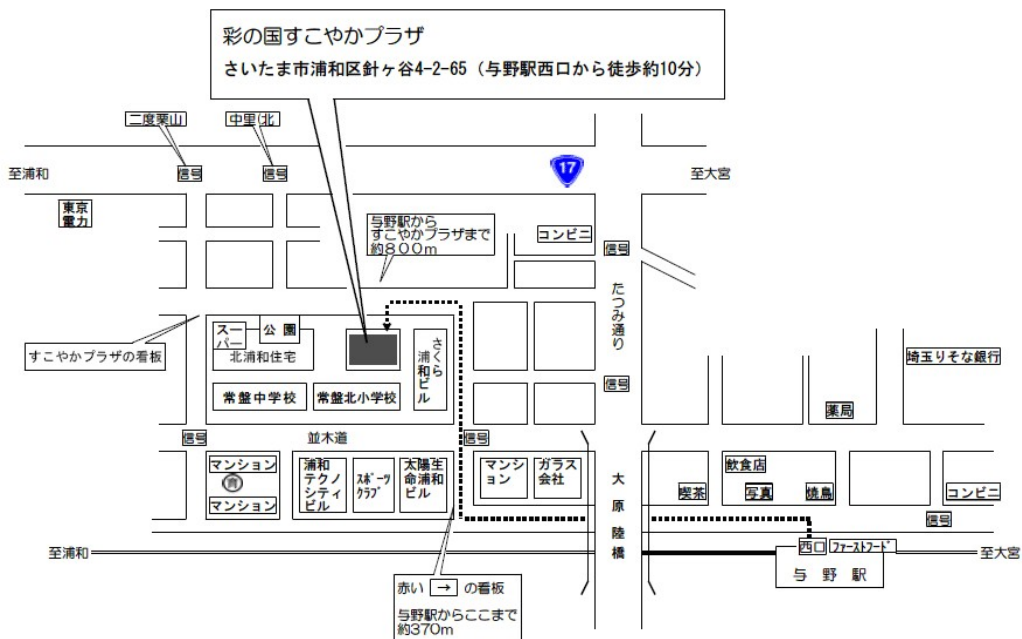 彩の国すこやかプラザ
さいたま市浦和区針ヶ谷4-2-65（与野駅西口から徒歩約10分）
二度栗山
中里(北
至浦和
信号
信号
17
至大宮
東京
電力
与野駅から
すこやかプラザまで
約800m
コンビニ
信号
たつみ通り
すこやかプラザの看板
スー
パー
公園
北浦和住宅
さくら
浦和ビル
埼玉りそな銀行
常盤中学校
常盤北小学校
信号
薬局
信号
並木道
信号
マンション
マンション
浦和
テクノ
シティ
ビル
スポーツ
クラブ
太陽生
命浦和
ビル
マンシ
ョン
ガラス
会社
大原陸橋
飲食店
喫茶
写真
焼鳥
コンビニ
信号
至浦和
西口
ファーストフード
至大宮
与野駅
赤い → の看板
与野駅からここまで
約370m